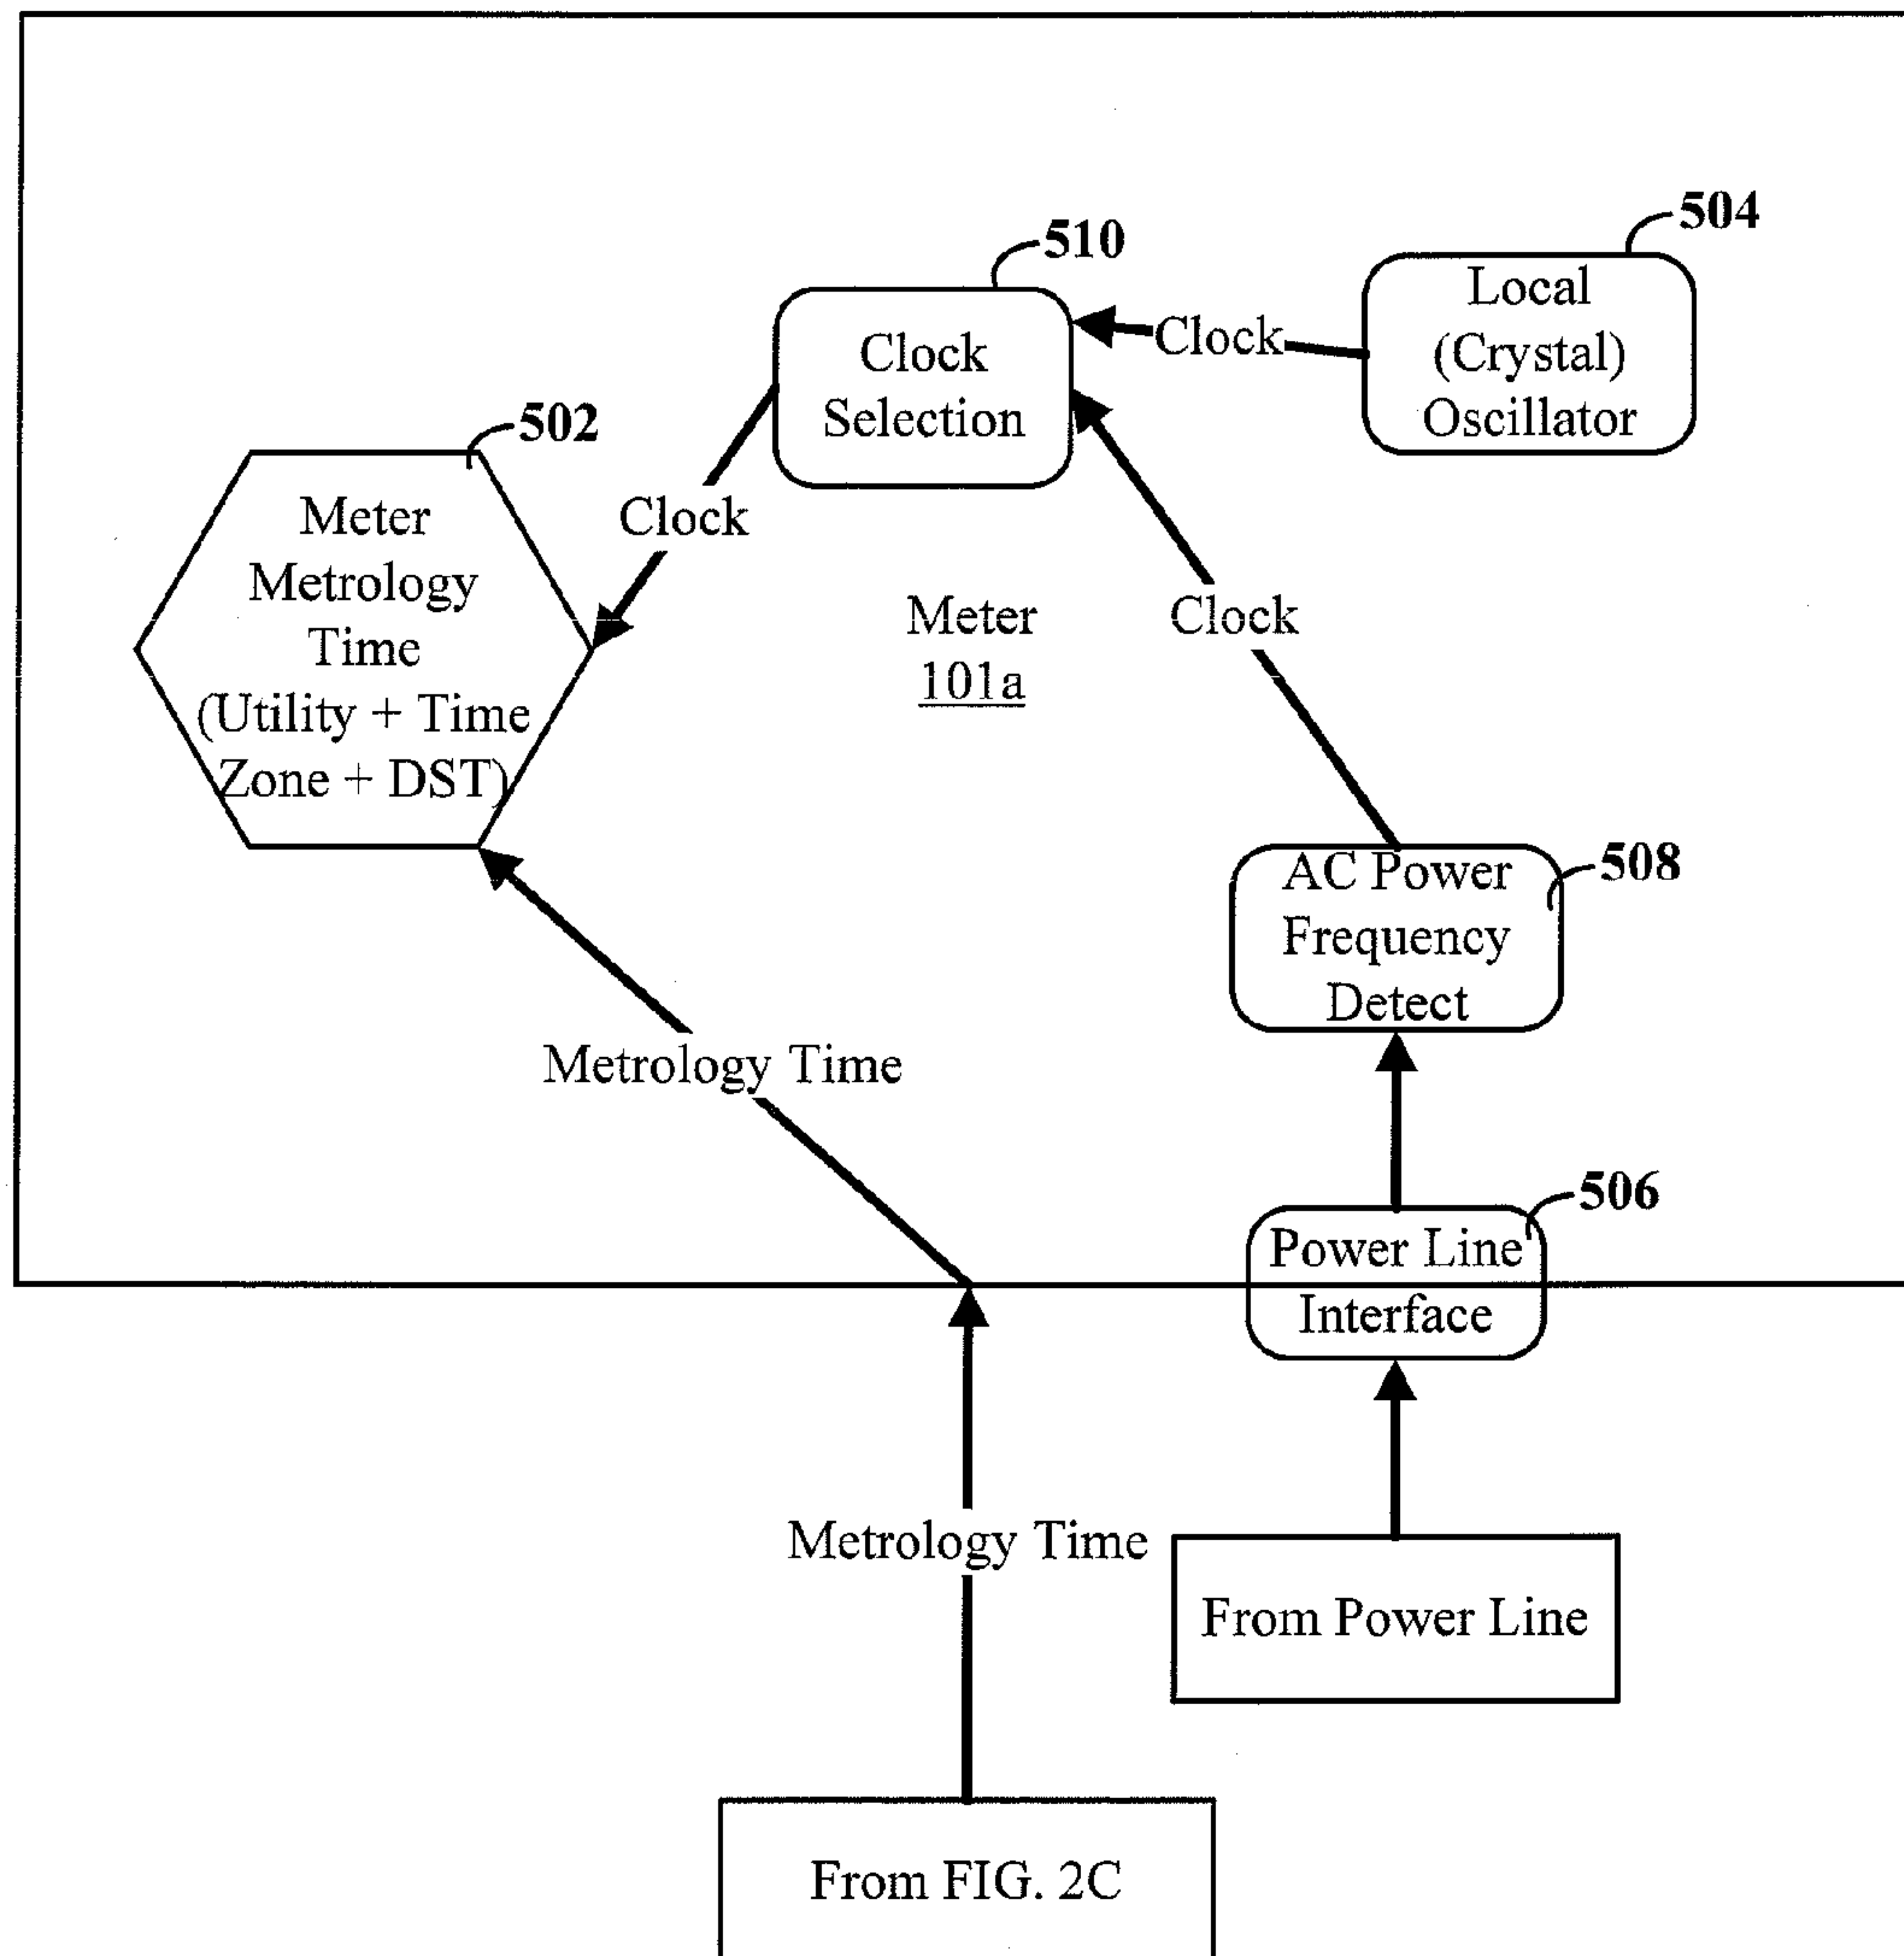 504
510
Local
(Crystal)
Oscillator
Clock
Clock
Selection
502
Clock
Meter
Metrology
Time
(Utility + Time
Zone + DST)
Meter
101a
Clock
508
AC Power
Frequency
Detect
Metrology Time
506
Power Line
Interface
Metrology Time
From Power Line
From FIG. 2C